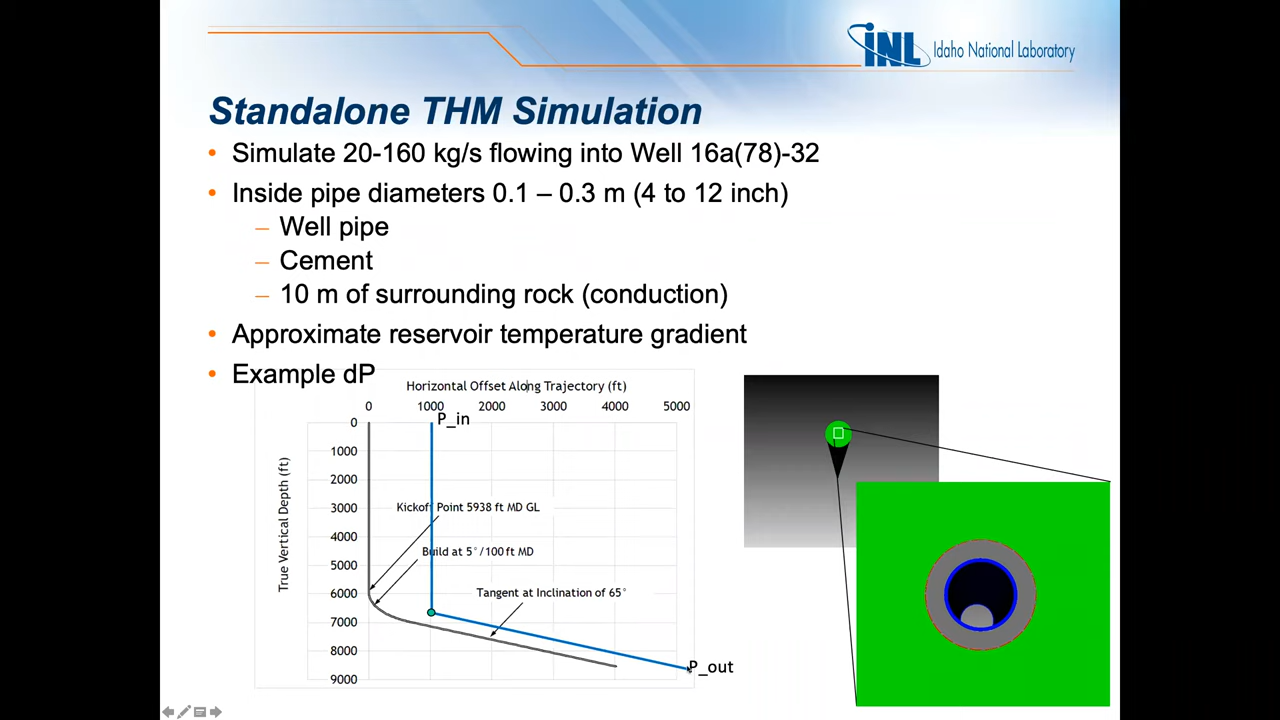 INL Idaho National Laboratory
Standalone THM Simulation
• Simulate 20-160 kg/s flowing into Well 16a(78)-32
• Inside pipe diameters 0.1 – 0.3 m (4 to 12 inch)
– Well pipe
– Cement
– 10 m of surrounding rock (conduction)
• Approximate reservoir temperature gradient
• Example dP
Horizontal Offset Along Trajectory (ft)
0 1000 2000 3000 4000 5000
P_in
True Vertical Depth (ft)
0
1000
2000
3000
4000
5000
6000
7000
8000
9000
Kickoff Point 5938 ft MD GL
Build at 5°/100 ft MD
Tangent at Inclination of 65°
P_out